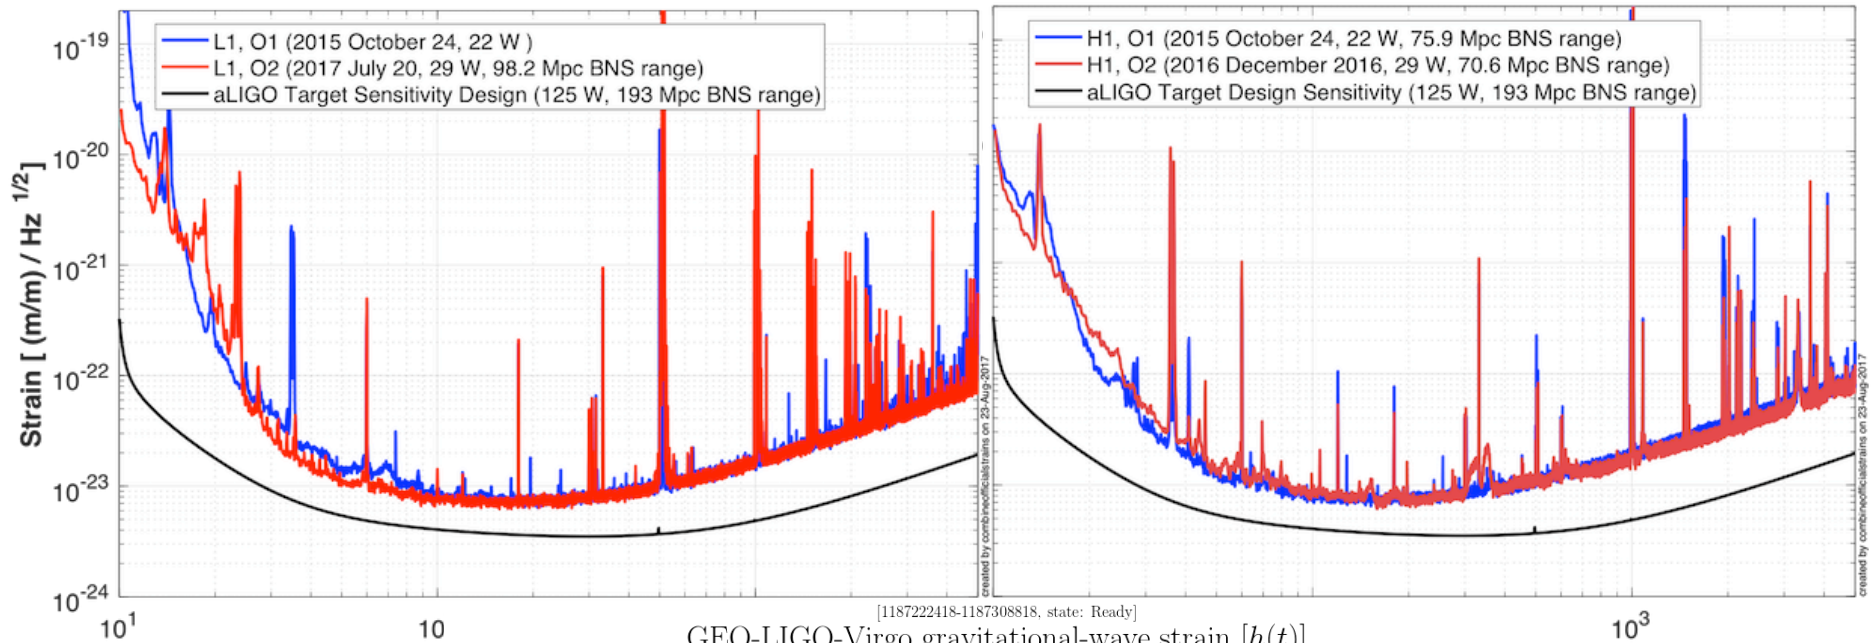 L1, O1 (2015 October 24, 22 W )
L1, O2 (2017 July 20, 29 W, 98.2 Mpc BNS range)
aLIGO Target Sensitivity Design (125 W, 193 Mpc BNS range)
H1, O1 (2015 October 24, 22 W, 75.9 Mpc BNS range)
H1, O2 (2016 December 2016, 29 W, 70.6 Mpc BNS range)
aLIGO Target Design Sensitivity (125 W, 193 Mpc BNS range)
Strain [ (m/m) / Hz 1/2]
10-19
10-20
10-21
10-22
10-23
10-24
101
10
103
created by combineofficialstrains on 23-Aug-2017
created by combineofficialstrains on 23-Aug-2017
[1187222418-1187308818, state: Ready]
GEO-LIGO-Virgo gravitational-wave strain [h(t)]